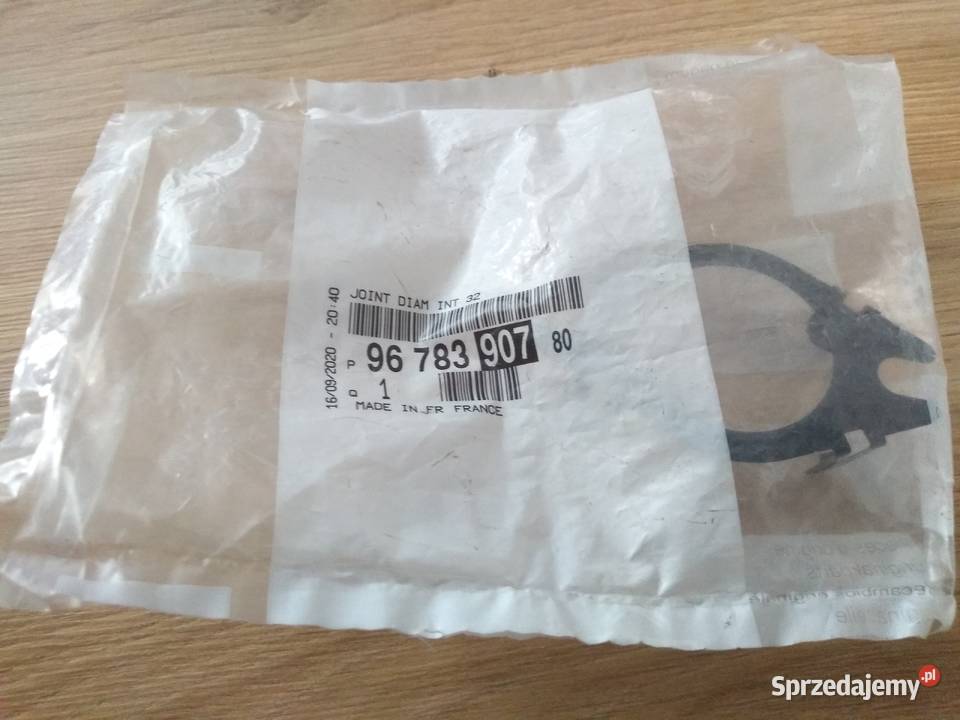 16/09/2020 - 20:40
JOINT DIAM INT 32
P 96 783 907 80
Q 1
MADE IN FR FRANCE
Sprzedajemy.pl